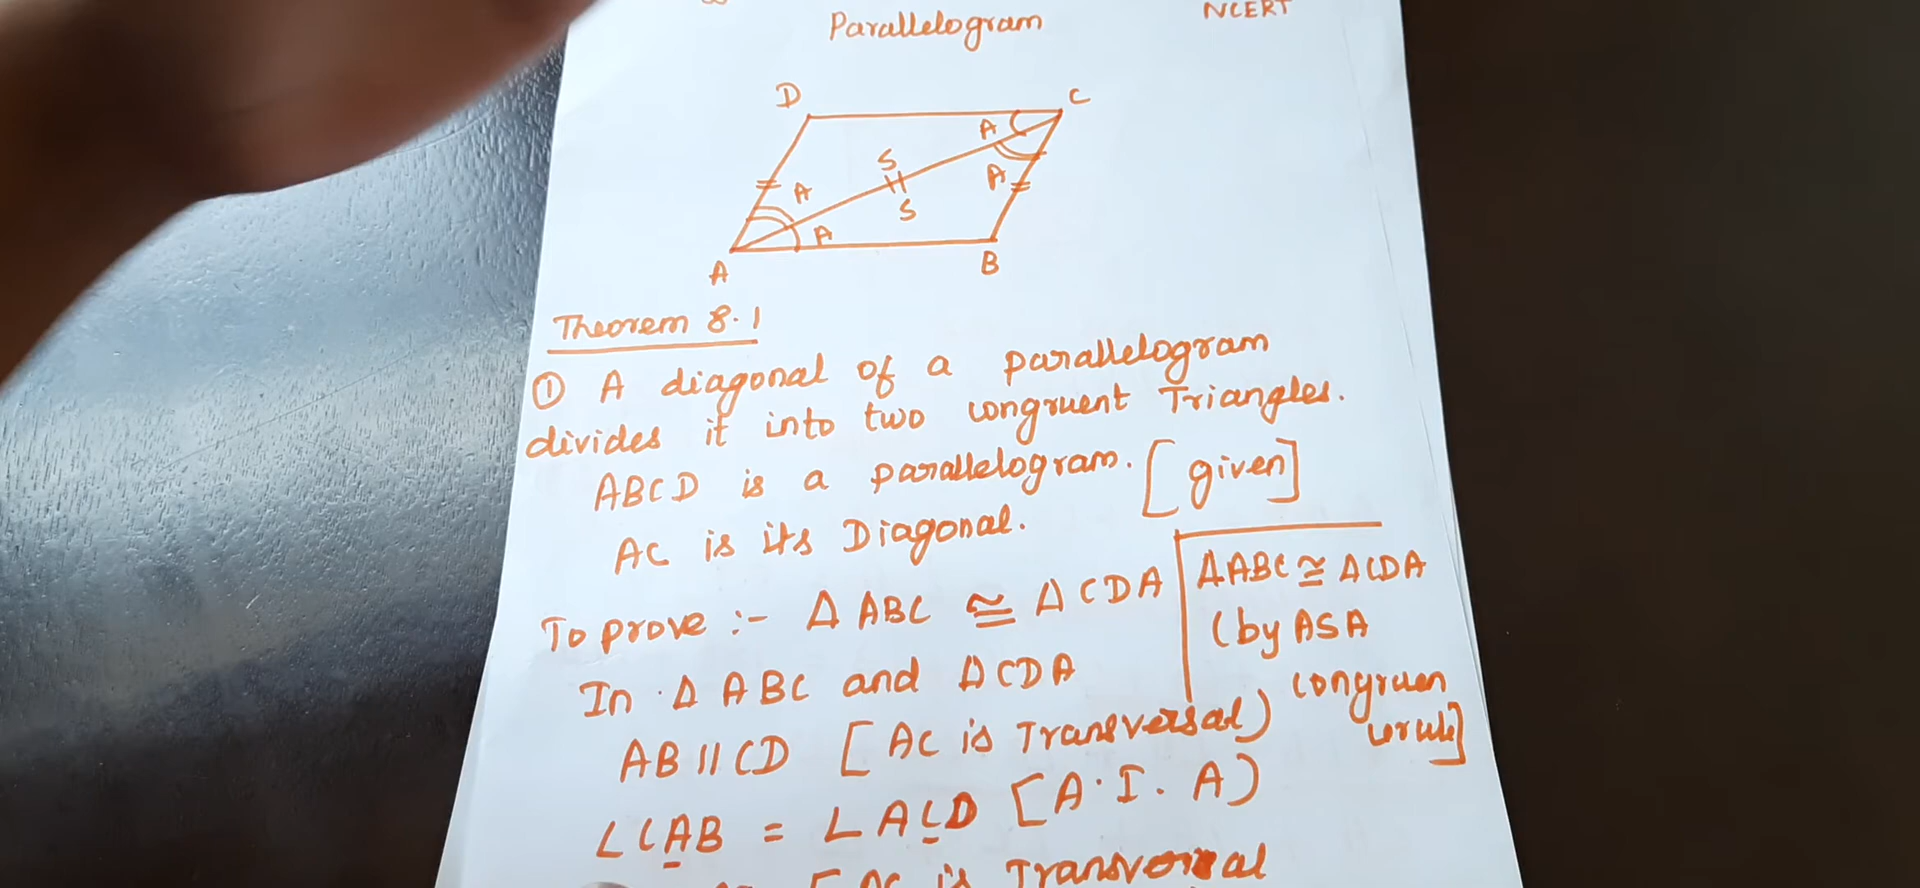 Parallelogram
NCERT
D
C
A
S
A
A
S
A
A
B
Theorem 8.1
① A diagonal of a parallelogram
divides it into two congruent Triangles.
ABCD is a parallelogram. [given]
AC is its Diagonal.
To prove :- Δ ABC ≅ Δ CDA
ΔABC ≅ ΔCDA
(by ASA
congruen
In Δ ABC and Δ CDA
AB || CD [AC is Transversal)
∠CAB = ∠ACD [A.I.A)
[AC is Transversal